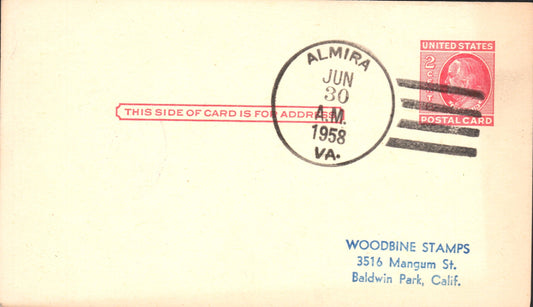 ALMIRA
JUN
30
A.M.
1958
VA.
UNITED STATES
2 CENTS
POSTAL CARD
THIS SIDE OF CARD IS FOR ADDRESS
WOODBINE STAMPS
3516 Mangum St.
Baldwin Park, Calif.